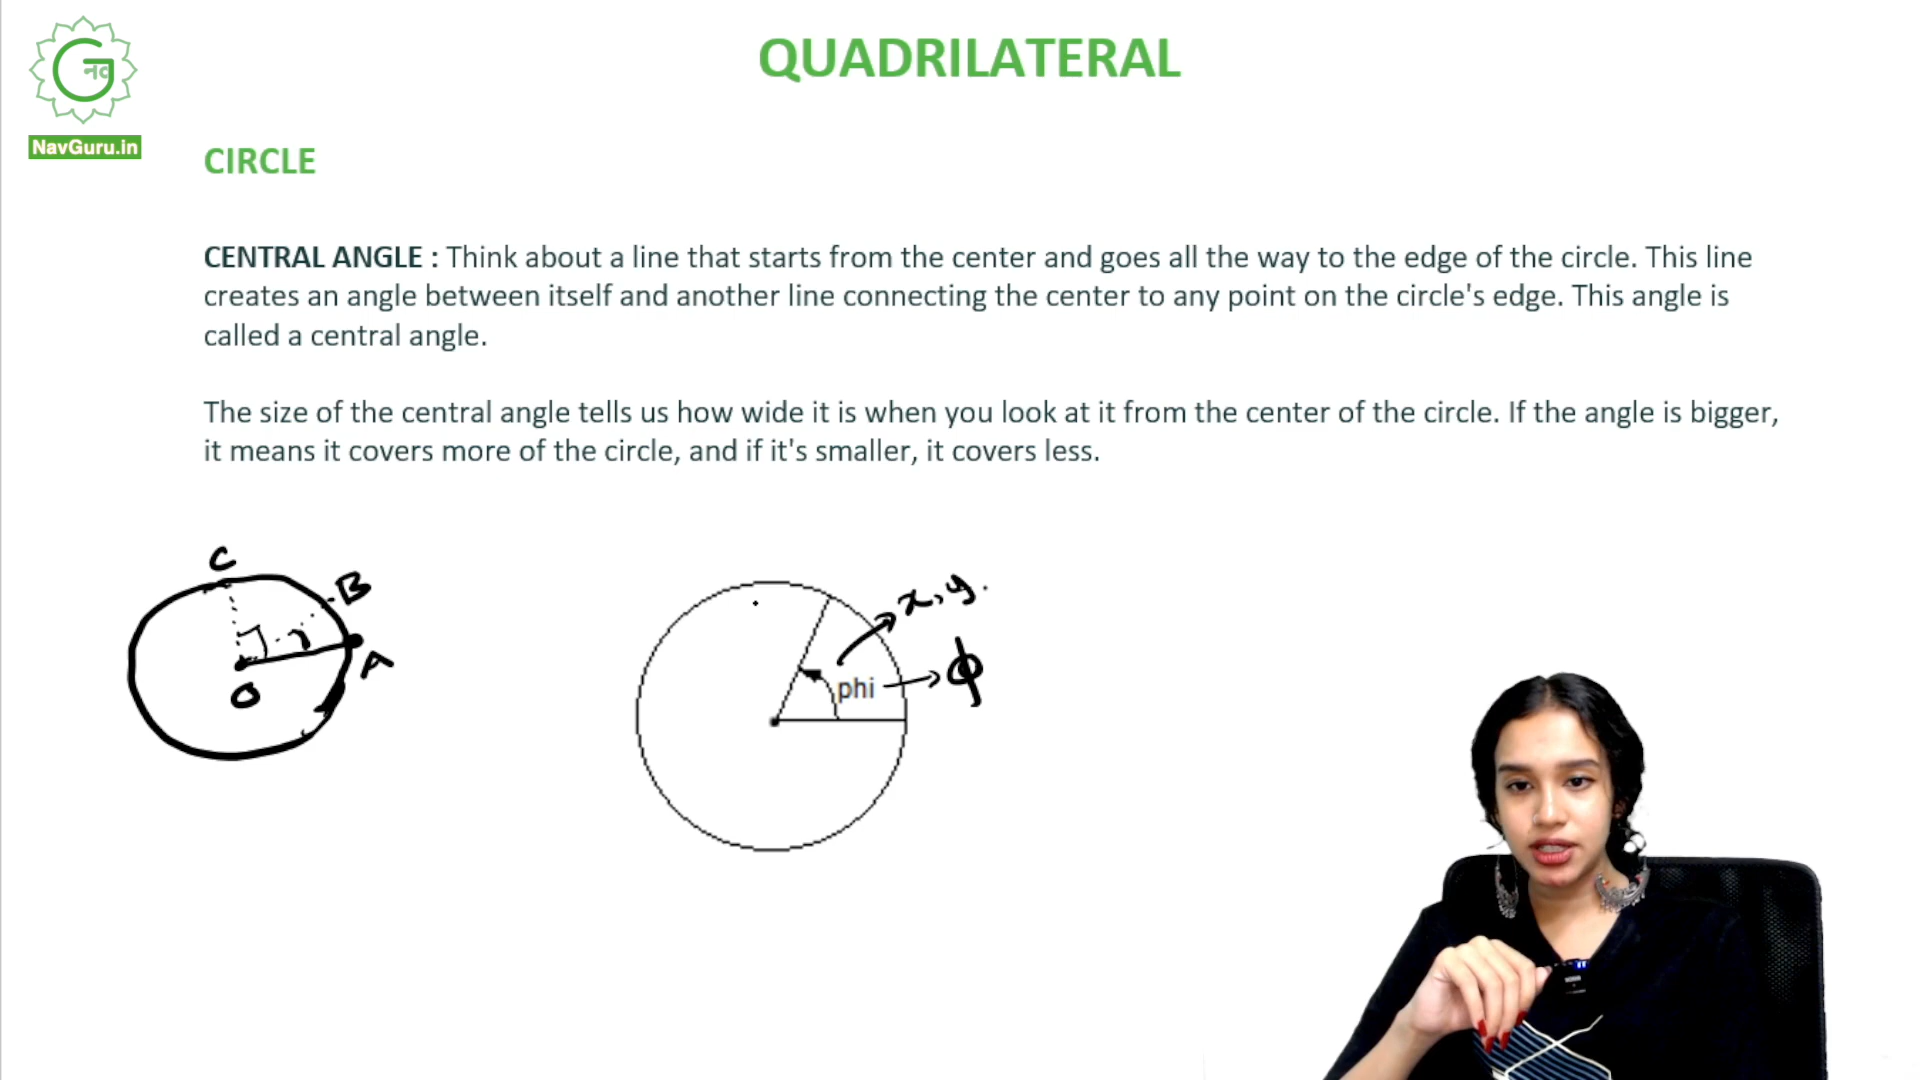 नव
G
NavGuru.in
QUADRILATERAL
CIRCLE
CENTRAL ANGLE : Think about a line that starts from the center and goes all the way to the edge of the circle. This line
creates an angle between itself and another line connecting the center to any point on the circle's edge. This angle is
called a central angle.
The size of the central angle tells us how wide it is when you look at it from the center of the circle. If the angle is bigger,
it means it covers more of the circle, and if it's smaller, it covers less.
C
B
A
O
x, y.
phi
ϕ